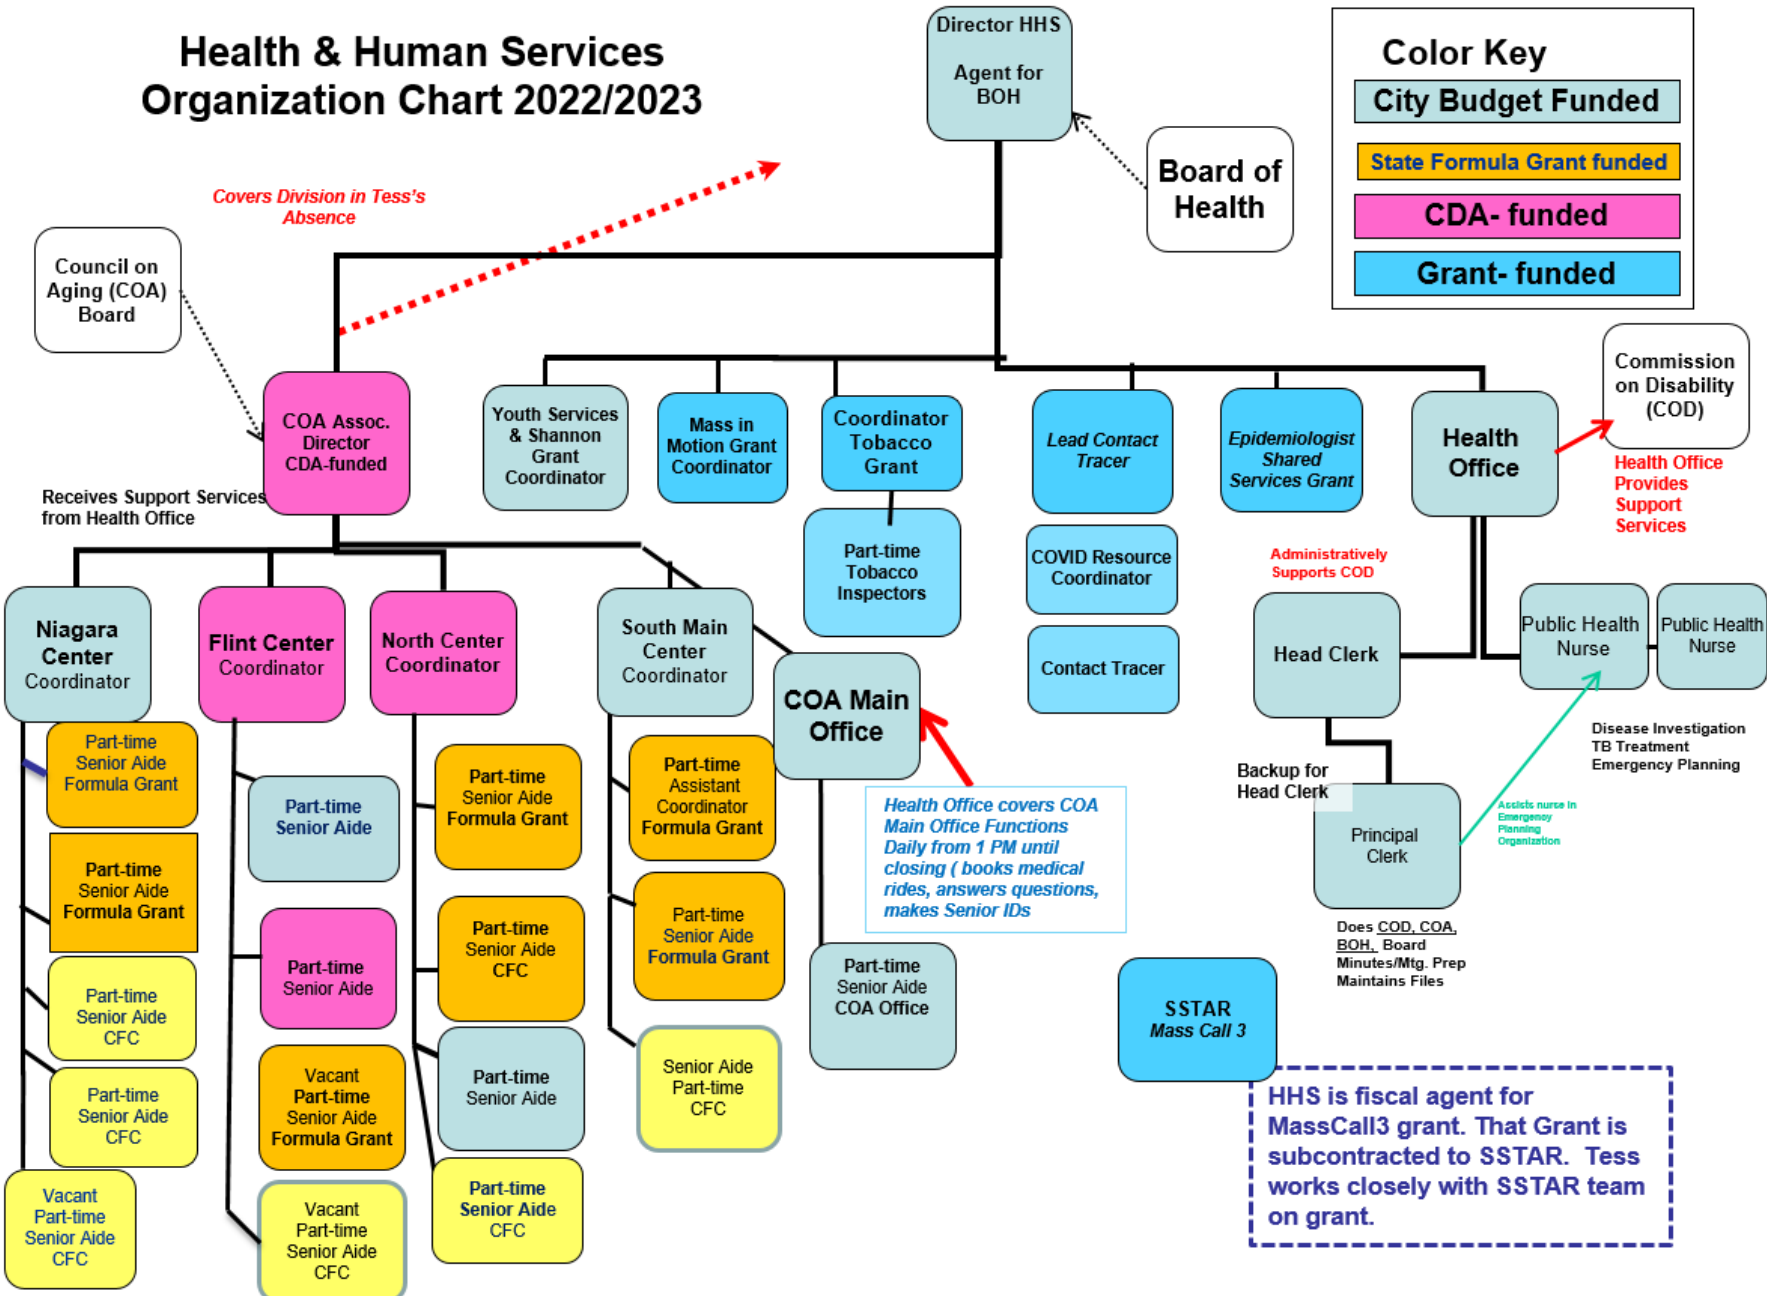 Health & Human Services
Organization Chart 2022/2023
Director HHS
Agent for
BOH
Color Key
City Budget Funded
State Formula Grant funded
CDA- funded
Grant- funded
Board of
Health
Covers Division in Tess's
Absence
Council on
Aging (COA)
Board
COA Assoc.
Director
CDA-funded
Receives Support Services
from Health Office
Youth Services
& Shannon
Grant
Coordinator
Mass in
Motion Grant
Coordinator
Coordinator
Tobacco
Grant
Part-time
Tobacco
Inspectors
Lead Contact
Tracer
COVID Resource
Coordinator
Contact Tracer
Epidemiologist
Shared
Services Grant
Health
Office
Commission
on Disability
(COD)
Health Office
Provides
Support
Services
Administratively
Supports COD
Head Clerk
Public Health
Nurse
Public Health
Nurse
Disease Investigation
TB Treatment
Emergency Planning
Backup for
Head Clerk
Assists nurse in
Emergency
Planning
Organization
Principal
Clerk
Does COD, COA,
BOH, Board
Minutes/Mtg. Prep
Maintains Files
Niagara
Center
Coordinator
Part-time
Senior Aide
Formula Grant
Part-time
Senior Aide
Formula Grant
Part-time
Senior Aide
CFC
Part-time
Senior Aide
CFC
Vacant
Part-time
Senior Aide
CFC
Flint Center
Coordinator
Part-time
Senior Aide
Part-time
Senior Aide
Vacant
Part-time
Senior Aide
Formula Grant
Vacant
Part-time
Senior Aide
CFC
North Center
Coordinator
Part-time
Senior Aide
Formula Grant
Part-time
Senior Aide
CFC
Part-time
Senior Aide
Part-time
Senior Aide
CFC
South Main
Center
Coordinator
Part-time
Assistant
Coordinator
Formula Grant
Part-time
Senior Aide
Formula Grant
Senior Aide
Part-time
CFC
COA Main
Office
Health Office covers COA
Main Office Functions
Daily from 1 PM until
closing ( books medical
rides, answers questions,
makes Senior IDs
Part-time
Senior Aide
COA Office
SSTAR
Mass Call 3
HHS is fiscal agent for
MassCall3 grant. That Grant is
subcontracted to SSTAR. Tess
works closely with SSTAR team
on grant.